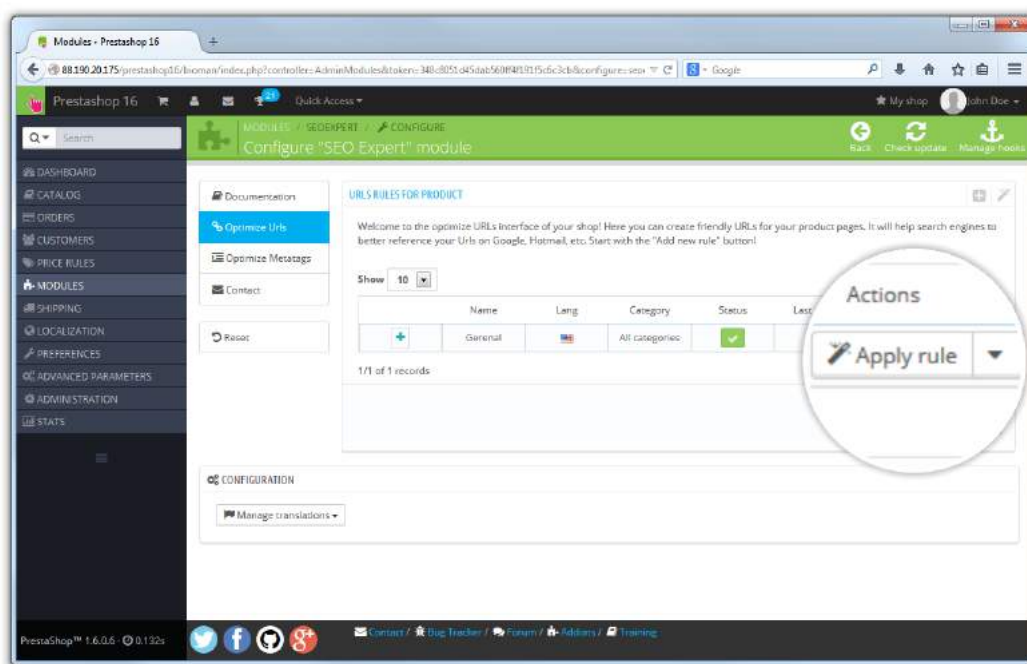 Modules - Prestashop 16
88.190.20.175/prestashop16/
Google
Prestashop 16
21
Quick Access
My shop
John Doe
Search
MODULES / SEOEXPERT / CONFIGURE
Configure "SEO Expert" module
Back
Check update
Manage hooks
DASHBOARD
CATALOG
ORDERS
CUSTOMERS
PRICE RULES
MODULES
SHIPPING
LOCALIZATION
PREFERENCES
ADVANCED PARAMETERS
ADMINISTRATION
STATS
Documentation
Optimize Urls
Optimize Metatags
Contact
Reset
URLS RULES FOR PRODUCT
Welcome to the optimize URLs interface of your shop! Here you can create friendly URLs for your product pages. It will help search engines to
better reference your Urls on Google, Hotmail, etc. Start with the "Add new rule" button!
Show 10
Name Lang Category Status Last
Actions
Gerenal All categories
Apply rule
1/1 of 1 records
CONFIGURATION
Manage translations
PrestaShop™ 1.6.0.6 - 0.132s
Contact / Bug Tracker / Forum / Addons / Training